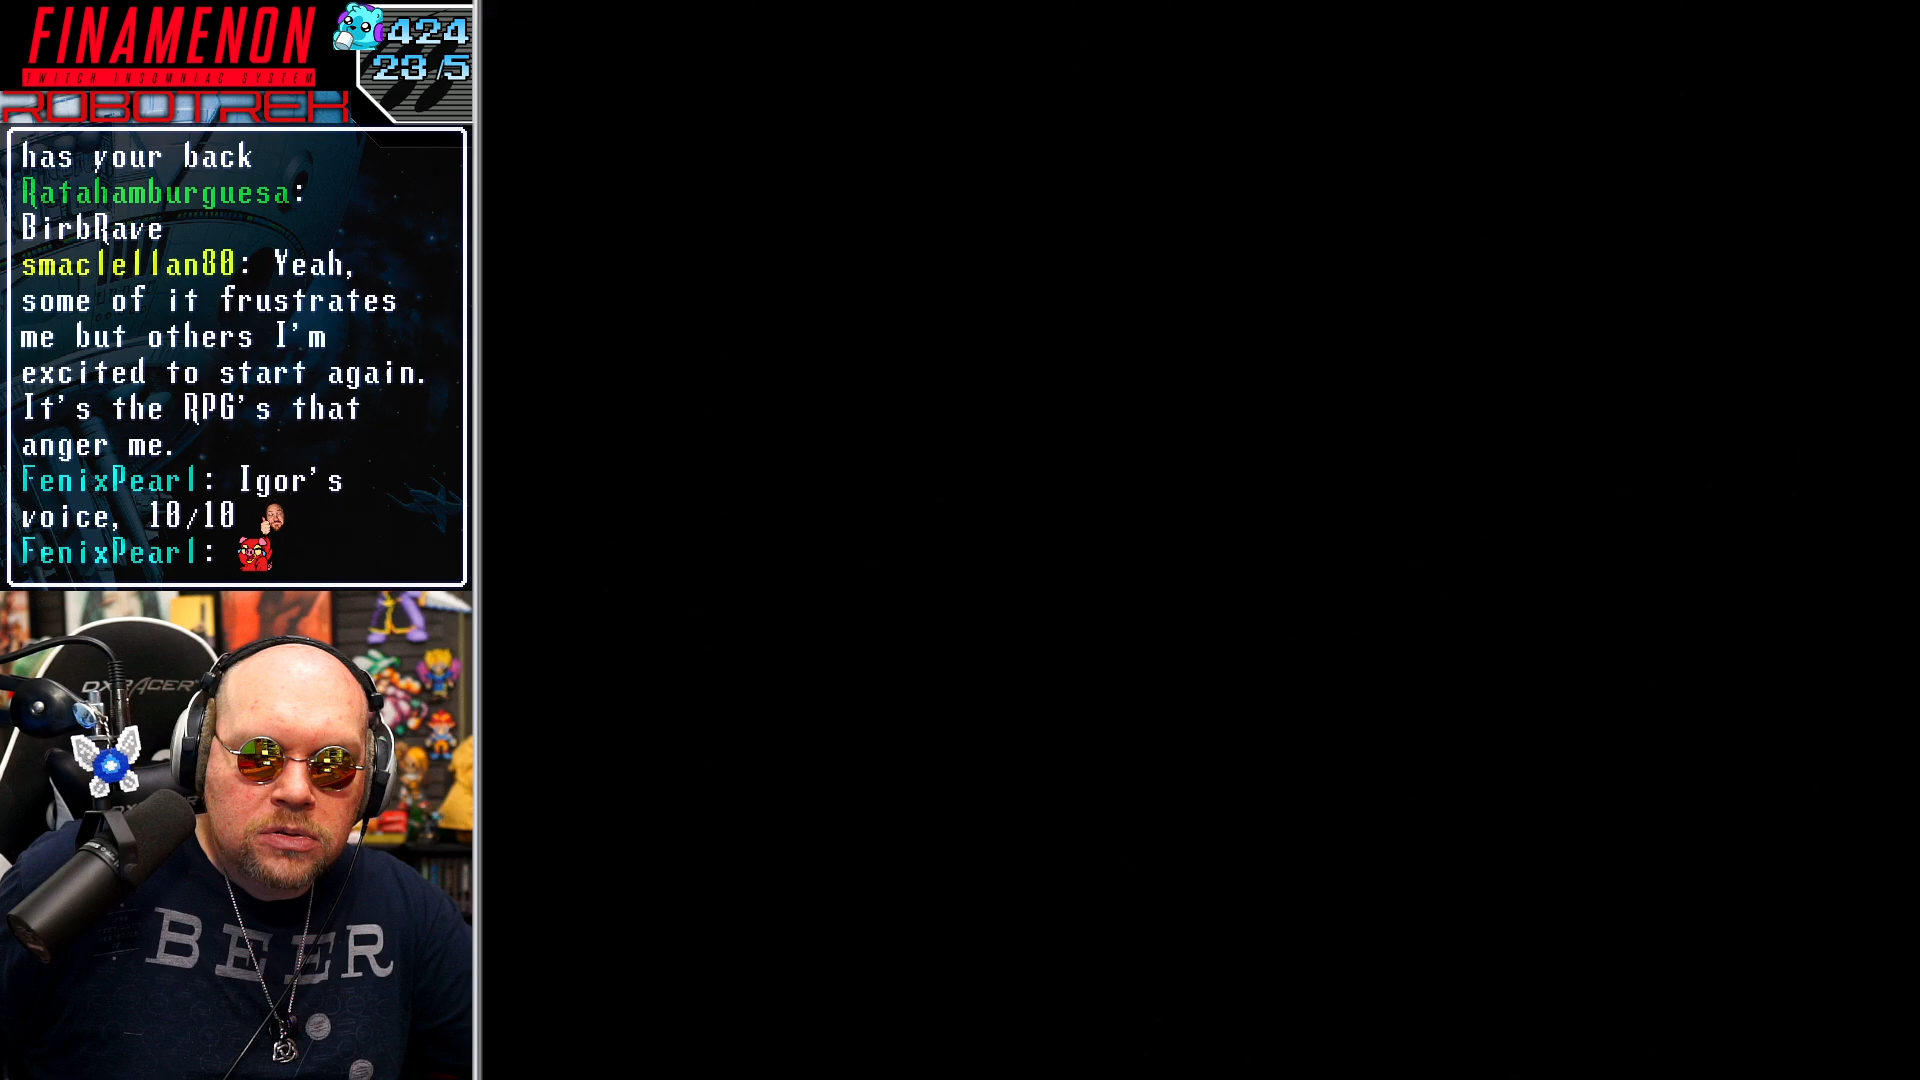 FINAMENON
TWITCH INSOMNIAC SYSTEM
424
23/5
ROBOTREK
has your back
Ratahamburguesa:
BirbRave
smaclellan80: Yeah,
some of it frustrates
me but others I'm
excited to start again.
It's the RPG's that
anger me.
FenixPearl: Igor's
voice, 10/10
FenixPearl:
DXRACER
BEER